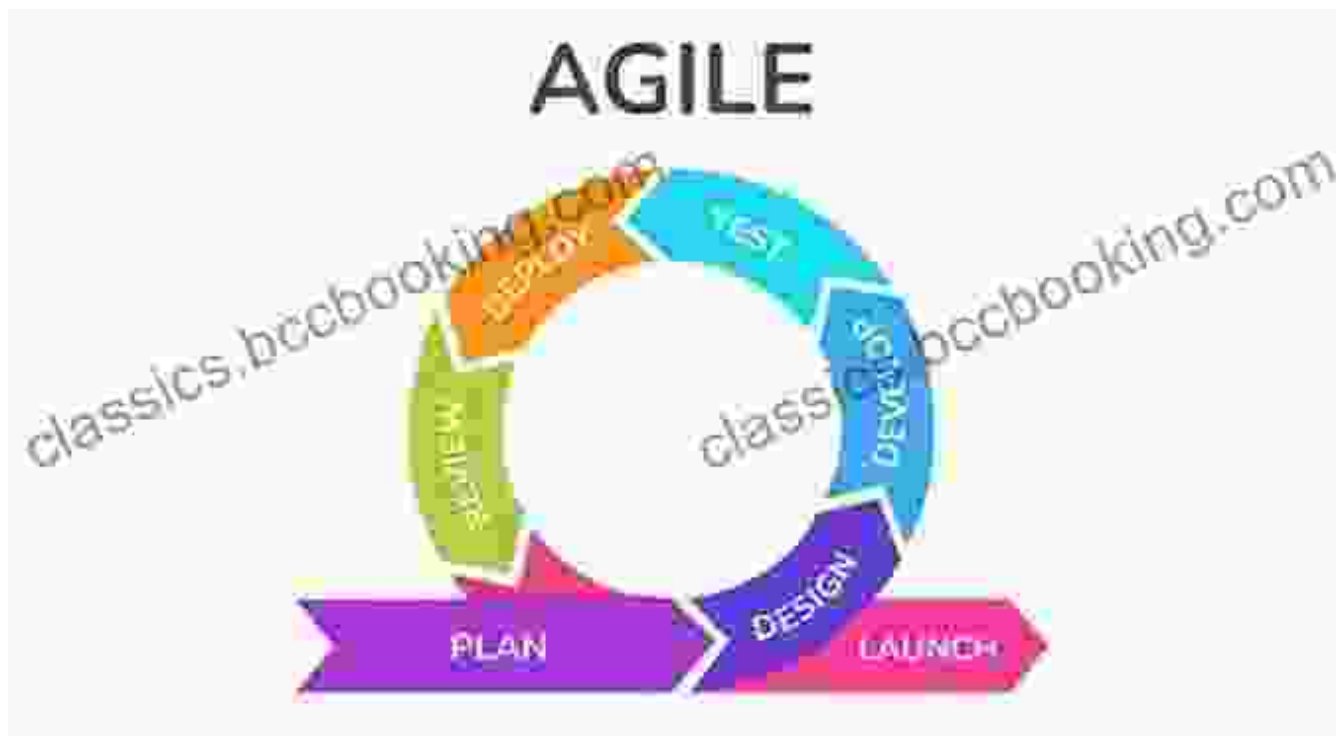 AGILE
TEST
DEPLOY
DEVELOP
REVIEW
DESIGN
PLAN
LAUNCH
classics.bccbooking.com
classics.bccbooking.com